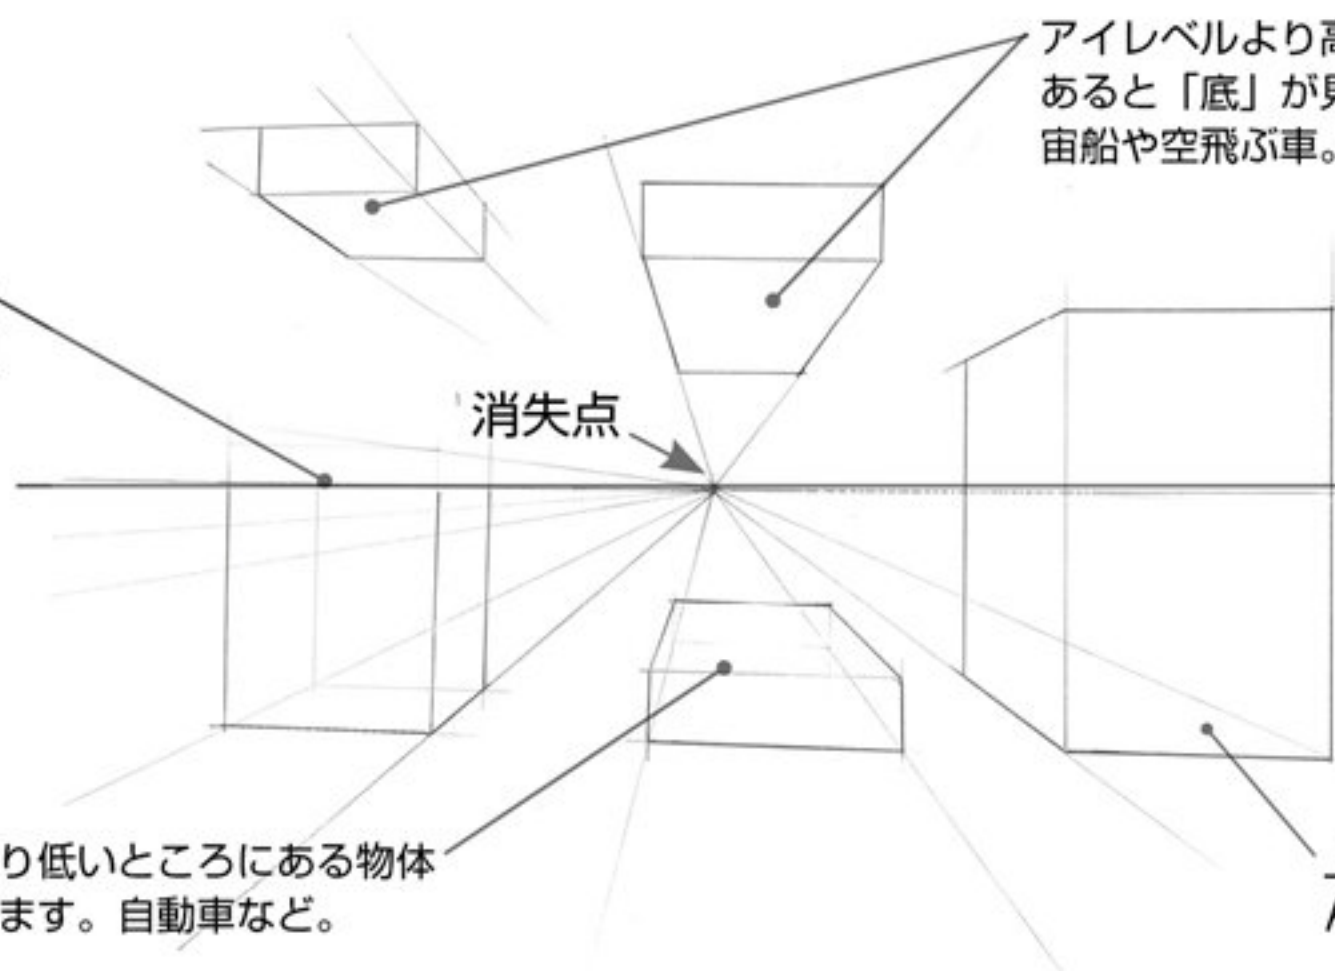 アイレベルより高
あると「底」が見
宙船や空飛ぶ車。
消失点
り低いところにある物体
ます。自動車など。